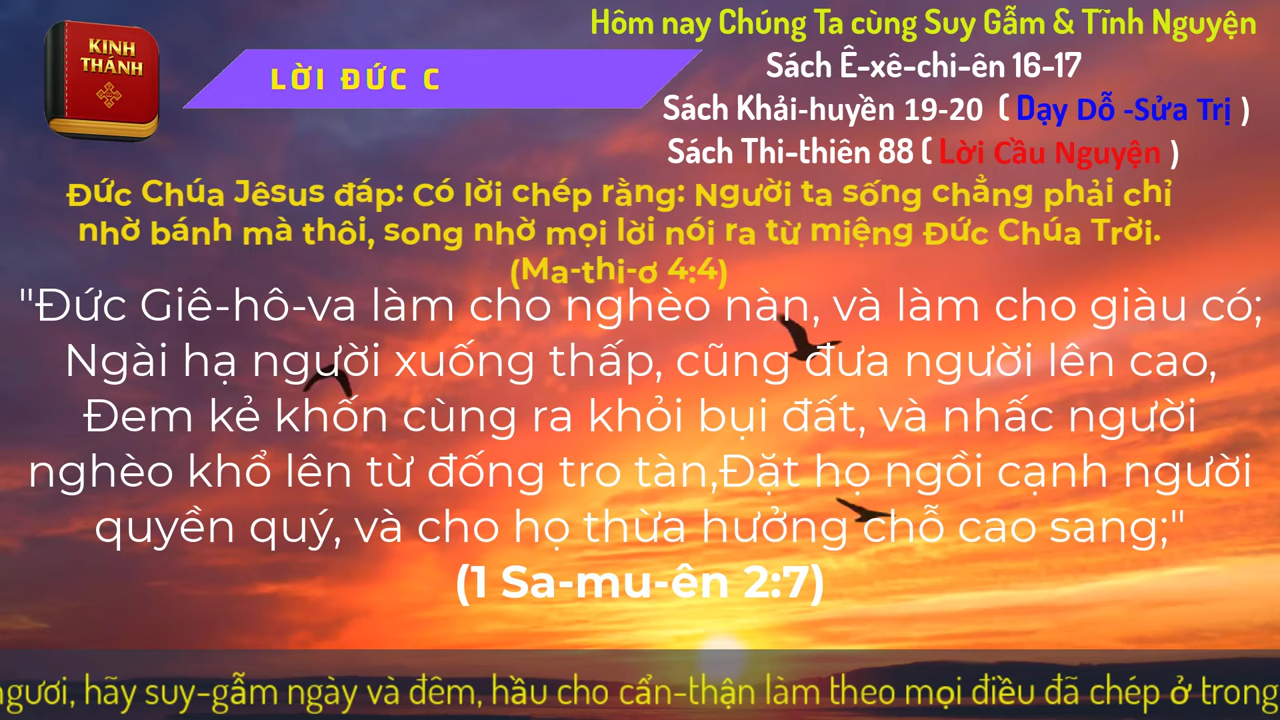 KINH
THÁNH
LỜI ĐỨC C
Hôm nay Chúng Ta cùng Suy Gẫm & Tĩnh Nguyện
Sách Ê-xê-chi-ên 16-17
Sách Khải-huyền 19-20 ( Dạy Dỗ -Sửa Trị )
Sách Thi-thiên 88 ( Lời Cầu Nguyện )
Đức Chúa Jêsus đáp: Có lời chép rằng: Người ta sống chẳng phải chỉ
nhờ bánh mà thôi, song nhờ mọi lời nói ra từ miệng Đức Chúa Trời.
(Ma-thi-ơ 4:4)
"Đức Giê-hô-va làm cho nghèo nàn, và làm cho giàu có;
Ngài hạ người xuống thấp, cũng đưa người lên cao,
Đem kẻ khốn cùng ra khỏi bụi đất, và nhấc người
nghèo khổ lên từ đống tro tàn,Đặt họ ngồi cạnh người
quyền quý, và cho họ thừa hưởng chỗ cao sang;"
(1 Sa-mu-ên 2:7)
ngươi, hãy suy-gẫm ngày và đêm, hầu cho cẩn-thận làm theo mọi điều đã chép ở trong